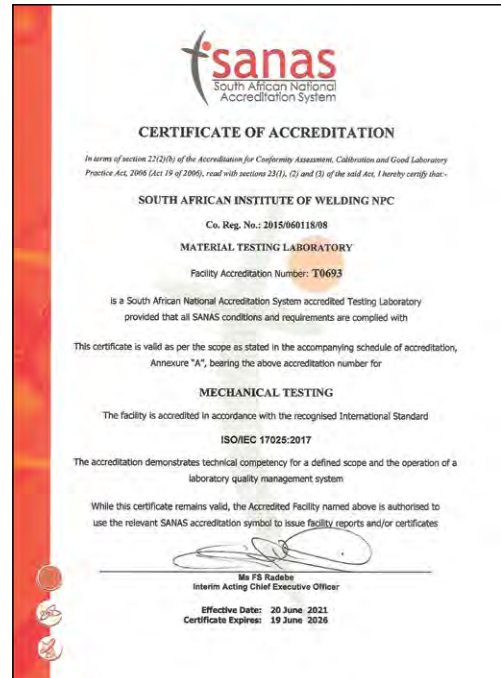 sanas
South African National
Accreditation System
CERTIFICATE OF ACCREDITATION
In terms of section 22(2)(b) of the Accreditation for Conformity Assessment, Calibration and Good Laboratory
Practice Act, 2006 (Act 19 of 2006), read with sections 23(1), (2) and (3) of the said Act, I hereby certify that:-
SOUTH AFRICAN INSTITUTE OF WELDING NPC
Co. Reg. No.: 2015/060118/08
MATERIAL TESTING LABORATORY
Facility Accreditation Number: T0693
is a South African National Accreditation System accredited Testing Laboratory
provided that all SANAS conditions and requirements are complied with
This certificate is valid as per the scope as stated in the accompanying schedule of accreditation,
Annexure "A", bearing the above accreditation number for
MECHANICAL TESTING
The facility is accredited in accordance with the recognised International Standard
ISO/IEC 17025:2017
The accreditation demonstrates technical competency for a defined scope and the operation of a
laboratory quality management system
While this certificate remains valid, the Accredited Facility named above is authorised to
use the relevant SANAS accreditation symbol to issue facility reports and/or certificates
Ms FS Radebe
Interim Acting Chief Executive Officer
Effective Date: 20 June 2021
Certificate Expires: 19 June 2026